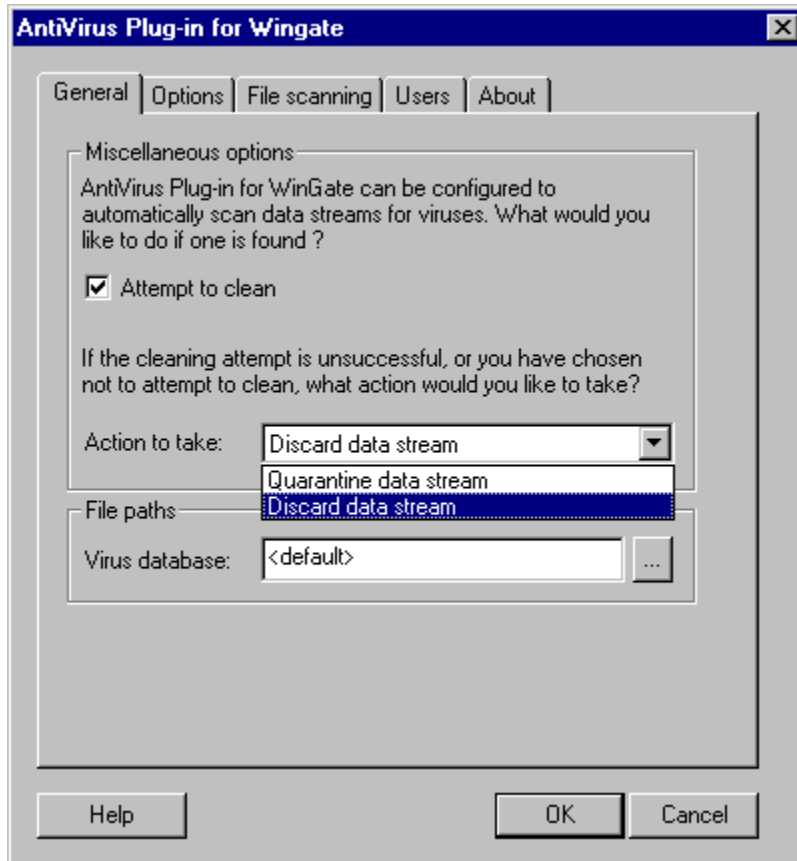 AntiVirus Plug-in for Wingate
General Options File scanning Users About
Miscellaneous options
AntiVirus Plug-in for WinGate can be configured to
automatically scan data streams for viruses. What would you
like to do if one is found ?
Attempt to clean
If the cleaning attempt is unsuccessful, or you have chosen
not to attempt to clean, what action would you like to take?
Action to take: Discard data stream
Quarantine data stream
Discard data stream
File paths
Virus database: <default> ...
Help OK Cancel